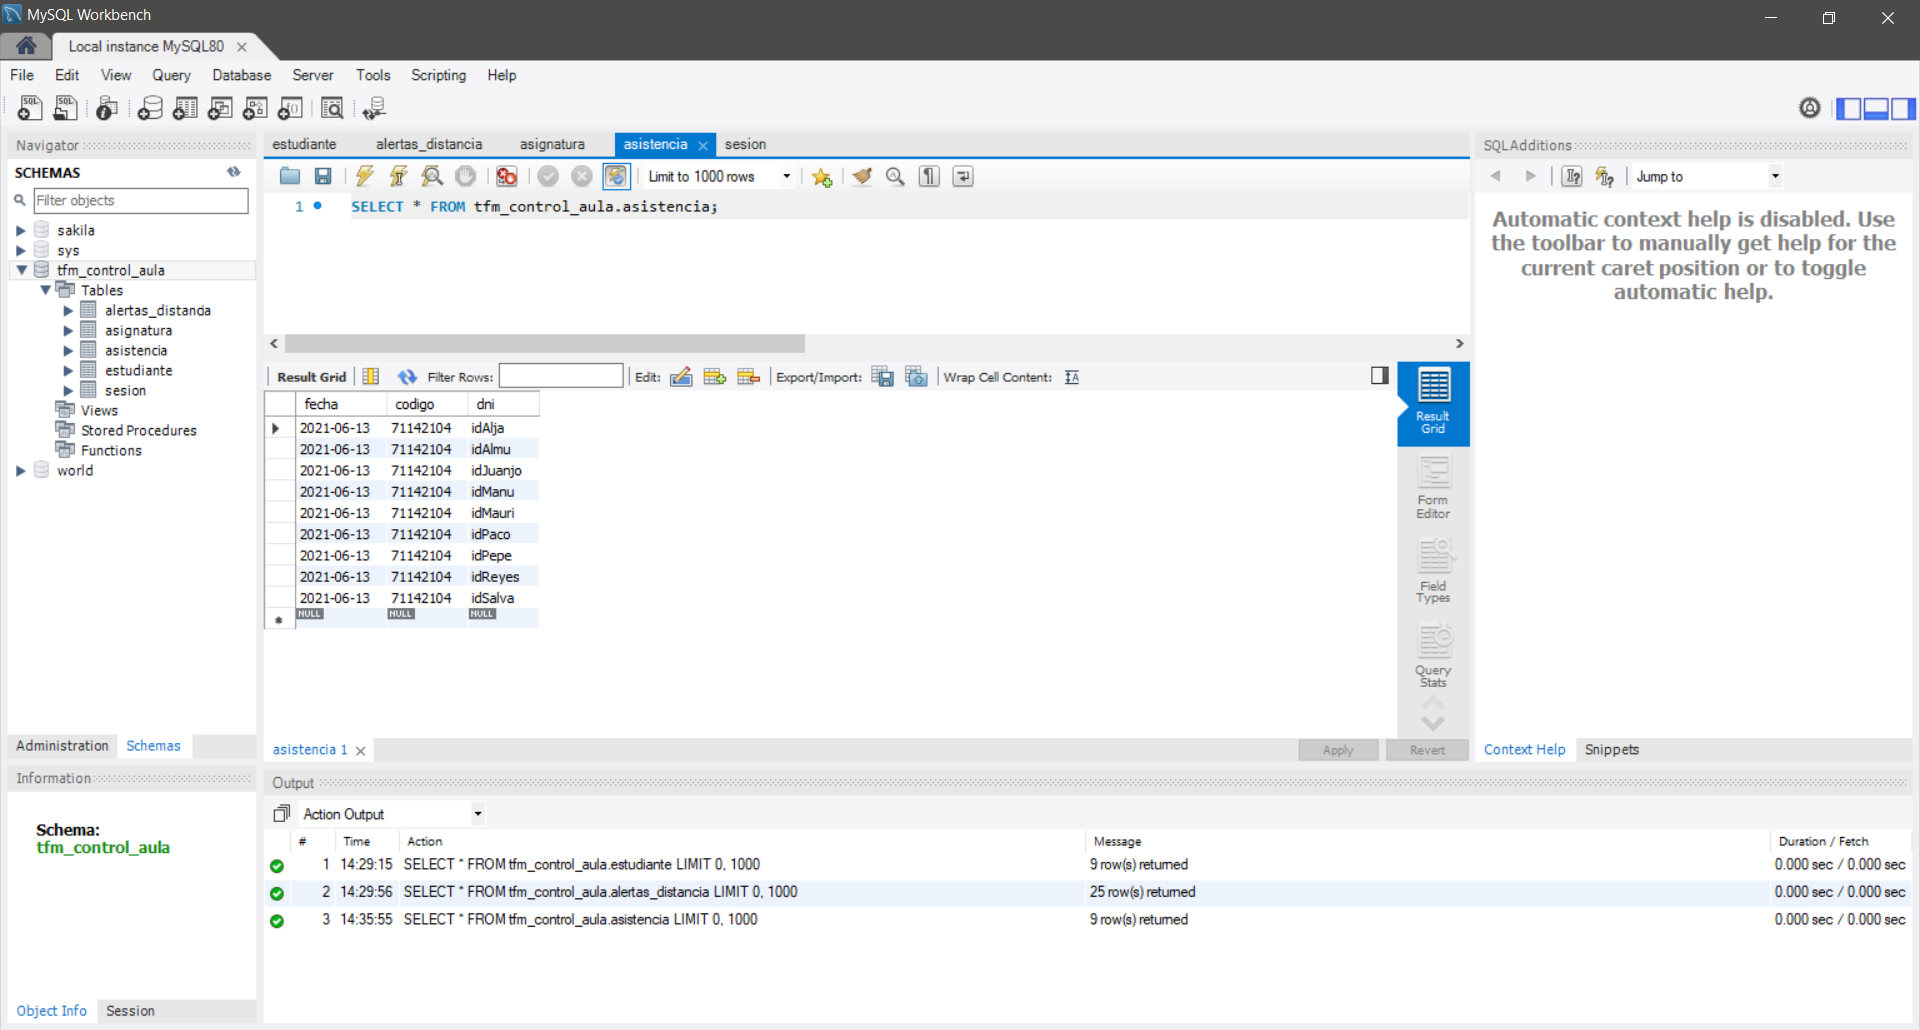 MySQL Workbench
Local instance MySQL80
File Edit View Query Database Server Tools Scripting Help
Navigator
SCHEMAS
Filter objects
sakila
sys
tfm_control_aula
Tables
alertas_distancia
asignatura
asistencia
estudiante
sesion
Views
Stored Procedures
Functions
world
Administration Schemas
Information
Schema:
tfm_control_aula
Object Info Session
estudiante alertas_distancia asignatura asistencia sesion
Limit to 1000 rows
1 SELECT * FROM tfm_control_aula.asistencia;
Result Grid Filter Rows: Edit: Export/Import: Wrap Cell Content:
fecha codigo dni
2021-06-13 71142104 idAlja
2021-06-13 71142104 idAlmu
2021-06-13 71142104 idJuanjo
2021-06-13 71142104 idManu
2021-06-13 71142104 idMauri
2021-06-13 71142104 idPaco
2021-06-13 71142104 idPepe
2021-06-13 71142104 idReyes
2021-06-13 71142104 idSalva
NULL NULL NULL
Result
Grid
Form
Editor
Field
Types
Query
Stats
asistencia 1
Apply Revert
SQLAdditions
Jump to
Automatic context help is disabled. Use
the toolbar to manually get help for the
current caret position or to toggle
automatic help.
Context Help Snippets
Output
Action Output
# Time Action Message Duration / Fetch
1 14:29:15 SELECT * FROM tfm_control_aula.estudiante LIMIT 0, 1000 9 row(s) returned 0.000 sec / 0.000 sec
2 14:29:56 SELECT * FROM tfm_control_aula.alertas_distancia LIMIT 0, 1000 25 row(s) returned 0.000 sec / 0.000 sec
3 14:35:55 SELECT * FROM tfm_control_aula.asistencia LIMIT 0, 1000 9 row(s) returned 0.000 sec / 0.000 sec